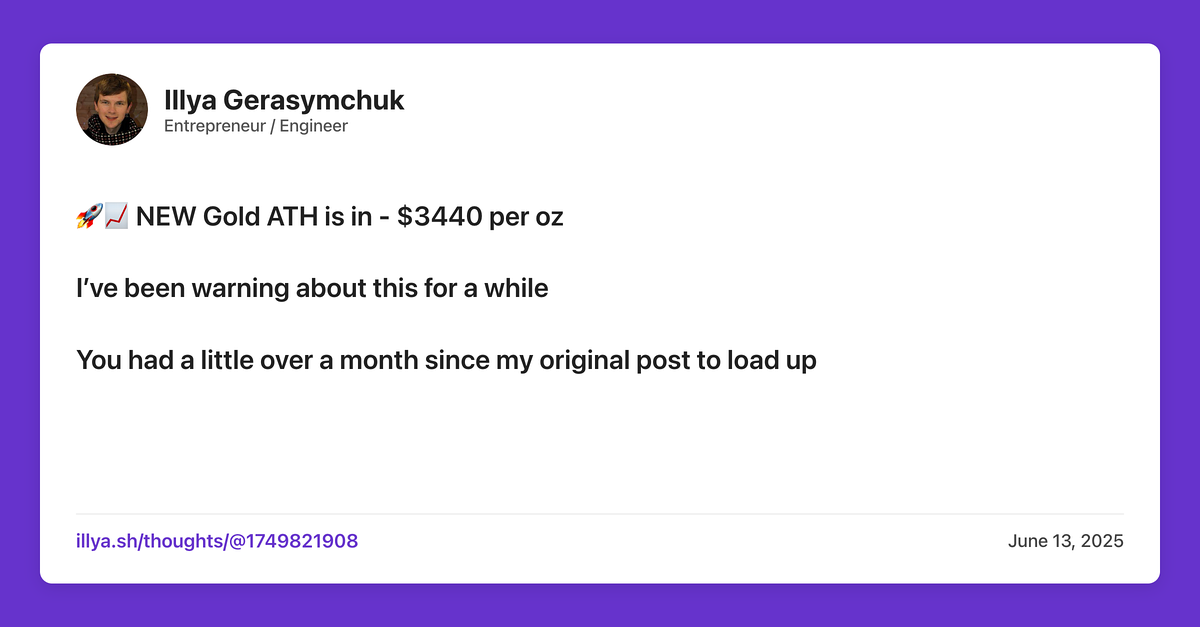 Illya Gerasymchuk
Entrepreneur / Engineer
🚀📈 NEW Gold ATH is in - $3440 per oz
I’ve been warning about this for a while
You had a little over a month since my original post to load up
illya.sh/thoughts/@1749821908
June 13, 2025